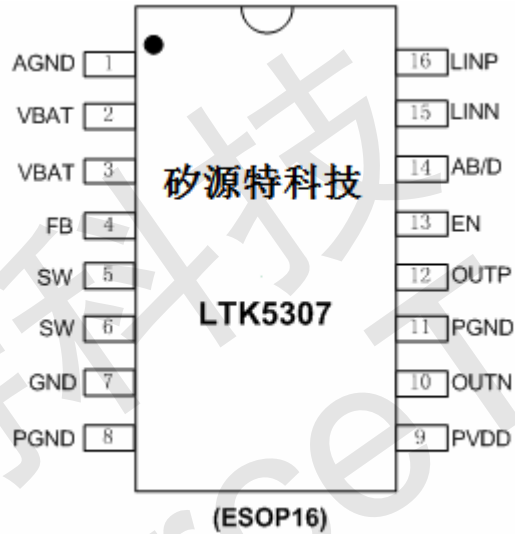 AGND 1 16 LINP
VBAT 2 15 LINN
VBAT 3 14 AB/D
矽源特科技
FB 4 13 EN
SW 5 12 OUTP
LTK5307
SW 6 11 PGND
GND 7 10 OUTN
PGND 8 9 PVDD
(ESOP16)